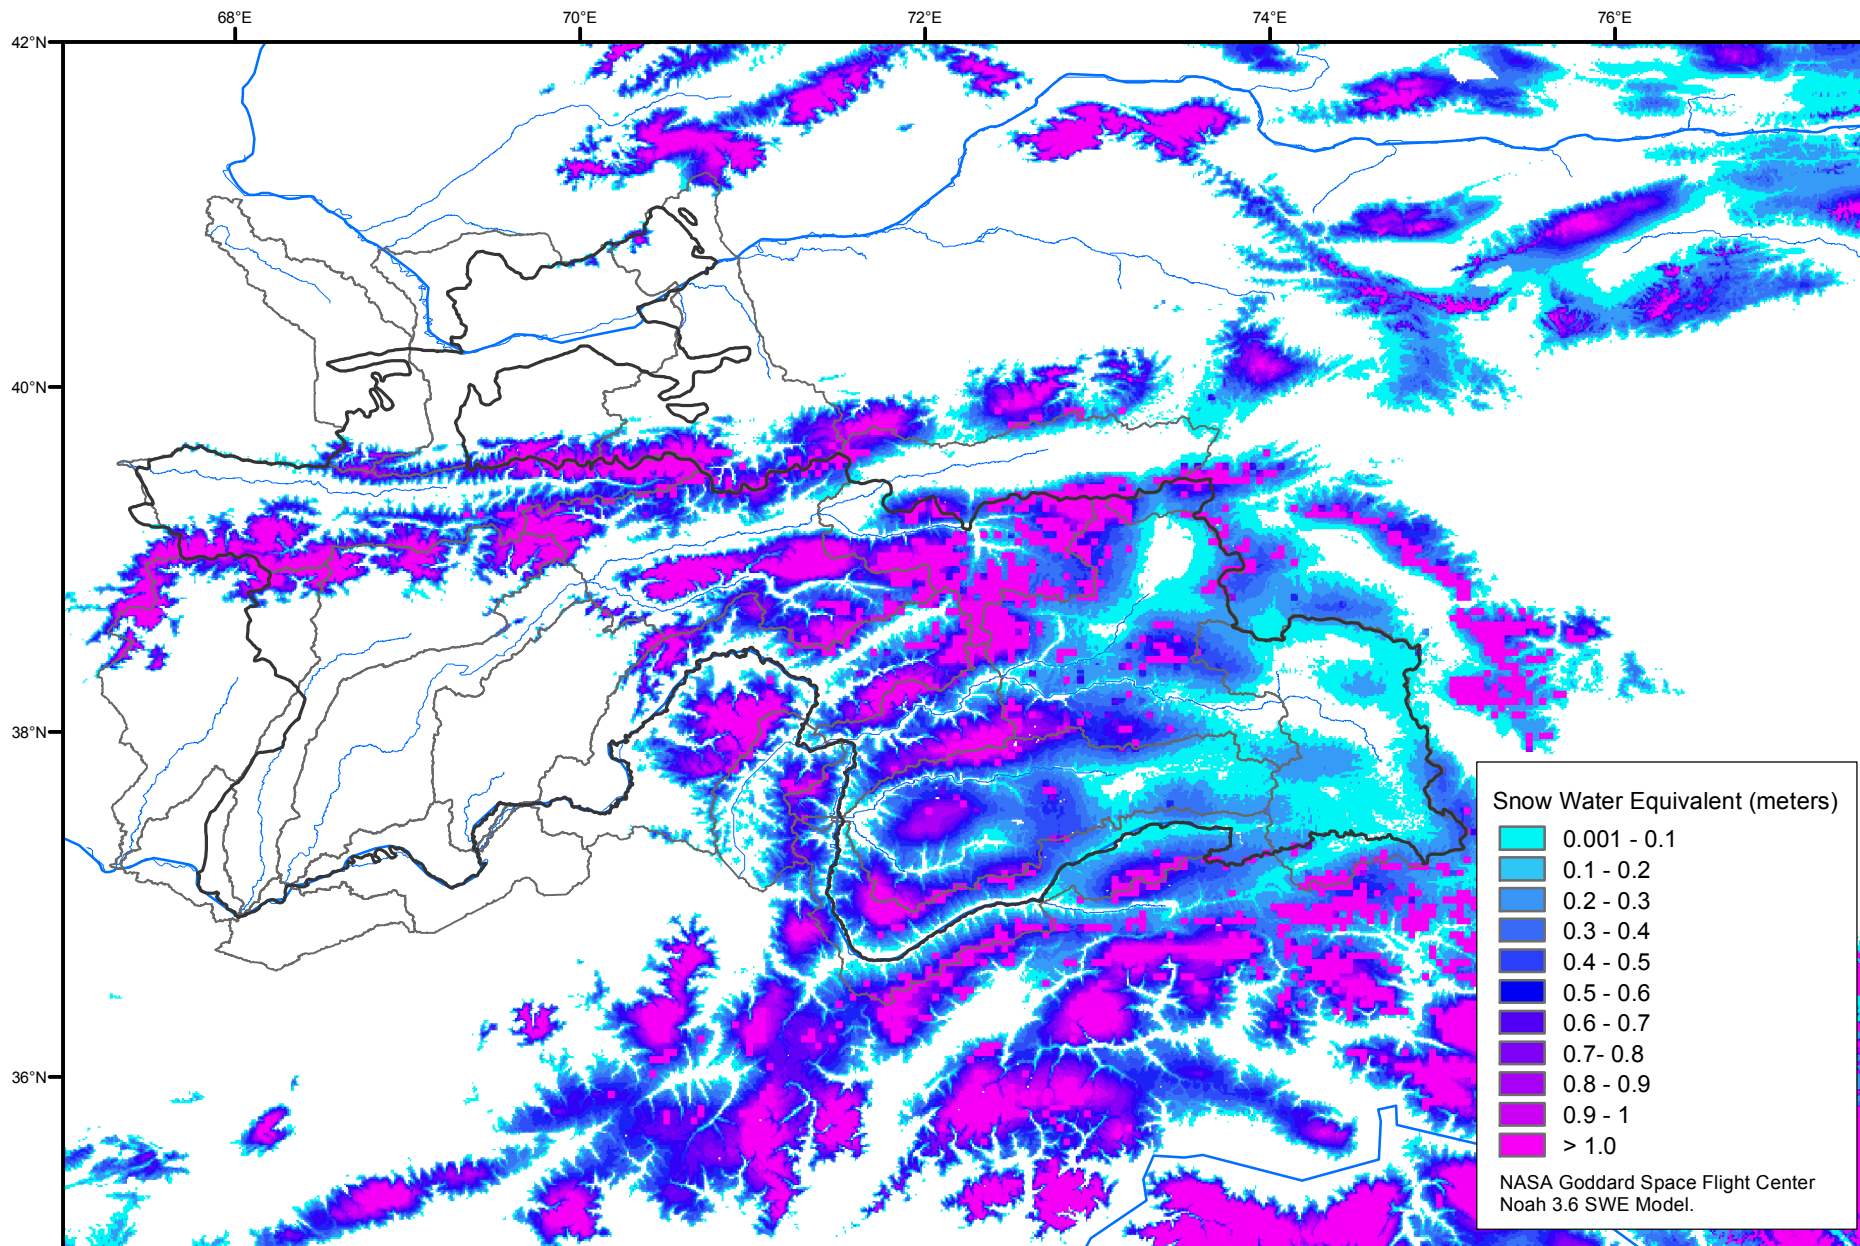 68°E
70°E
72°E
74°E
76°E
42°N
40°N
38°N
36°N
Snow Water Equivalent (meters)
0.001 - 0.1
0.1 - 0.2
0.2 - 0.3
0.3 - 0.4
0.4 - 0.5
0.5 - 0.6
0.6 - 0.7
0.7- 0.8
0.8 - 0.9
0.9 - 1
> 1.0
NASA Goddard Space Flight Center
Noah 3.6 SWE Model.